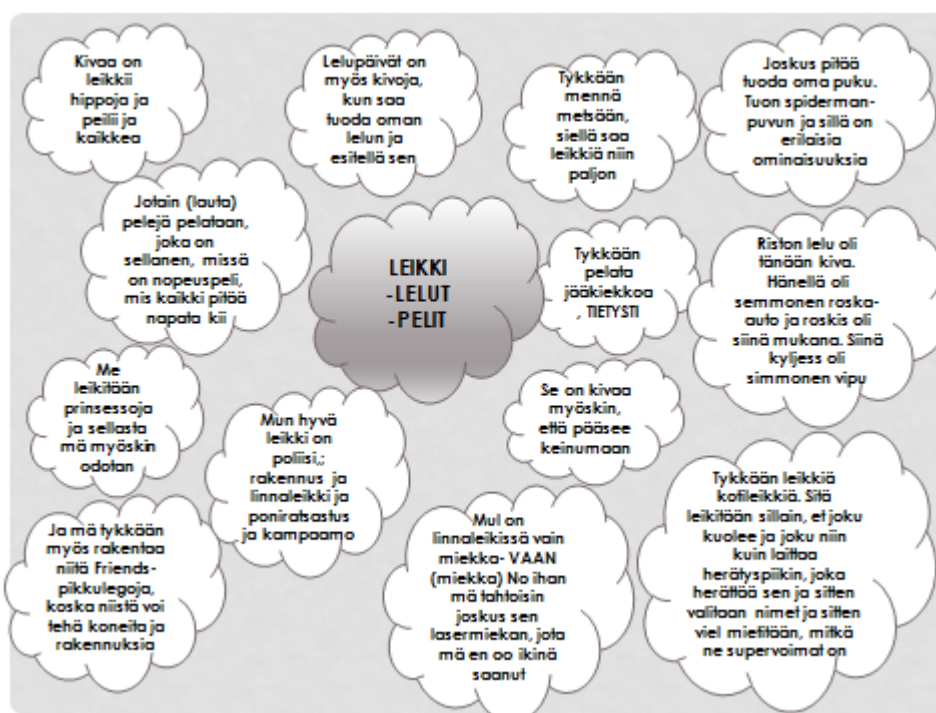 Kivaa on
leikkii
hippoja ja
peilii ja
kaikkea
Lelupäivät on
myös kivoja,
kun saa
tuoda oman
lelun ja
esitellä sen
Tykkään
mennä
metsään,
siellä saa
leikkiä niin
paljon
Joskus pitää
tuoda oma puku.
Tuon spiderman-
puvun ja sillä on
erilaisia
ominaisuuksia
Jotain (lauta)
pelejä pelataan,
joka on
sellanen, missä
on nopeuspeli,
mis kaikki pitää
napata kii
LEIKKI
-LELUT
-PELIT
Tykkään
pelata
jääkiekkoa
, TIETYSTI
Riston lelu oli
tänään kiva.
Hänellä oli
semmonen roska-
auto ja roskis oli
siinä mukana. Siinä
kyljess oli
simmonen vipu
Me
leikitään
prinsessoja
ja sellasta
mä myöskin
odotan
Mun hyvä
leikki on
poliisi,;
rakennus ja
linnaleikki ja
poniratsastus
ja kampaamo
Se on kivaa
myöskin,
että pääsee
keinumaan
Ja mä tykkään
myös rakentaa
niitä Friends-
pikkulegoja,
koska niistä voi
tehä koneita ja
rakennuksia
Mul on
linnaleikissä vain
miekka- VAAN
(miekka) No ihan
mä tahtoisin
joskus sen
lasermiekan, jota
mä en oo ikinä
saanut
Tykkään leikkiä
kotileikkiä. Sitä
leikitään sillain, et joku
kuolee ja joku niin
kuin laittaa
herätyspiikin, joka
herättää sen ja sitten
valitaan nimet ja sitten
viel mietitään, mitkä
ne supervoimat on